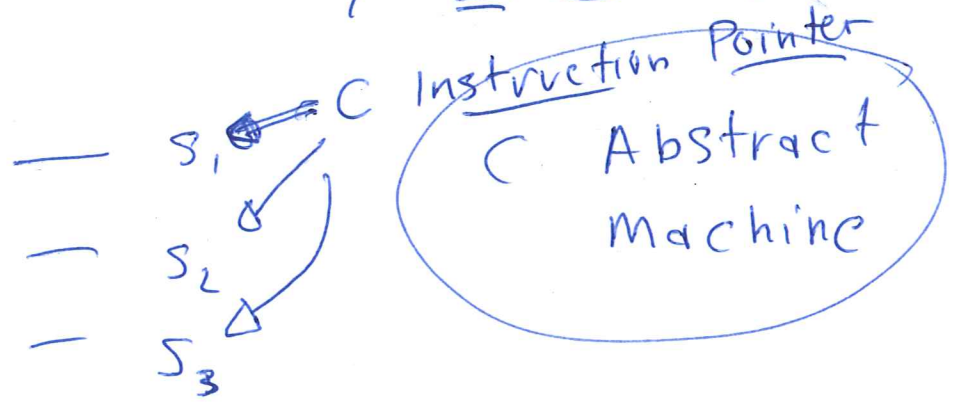 C Instruction Pointer
S1
C Abstract
Machine
S2
S3